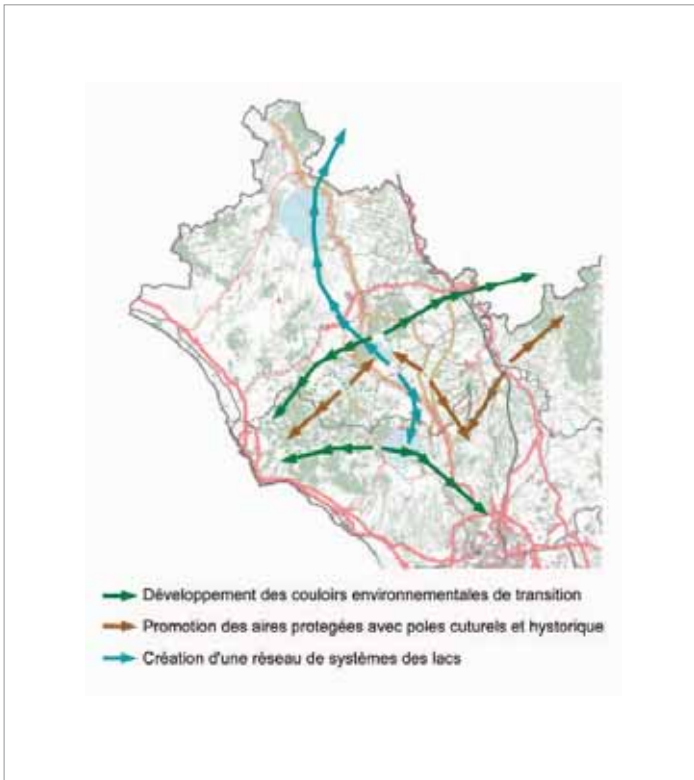 Développement des couloirs environnementales de transition
Promotion des aires protegées avec poles cuturels et hystorique
Création d'une réseau de systèmes des lacs